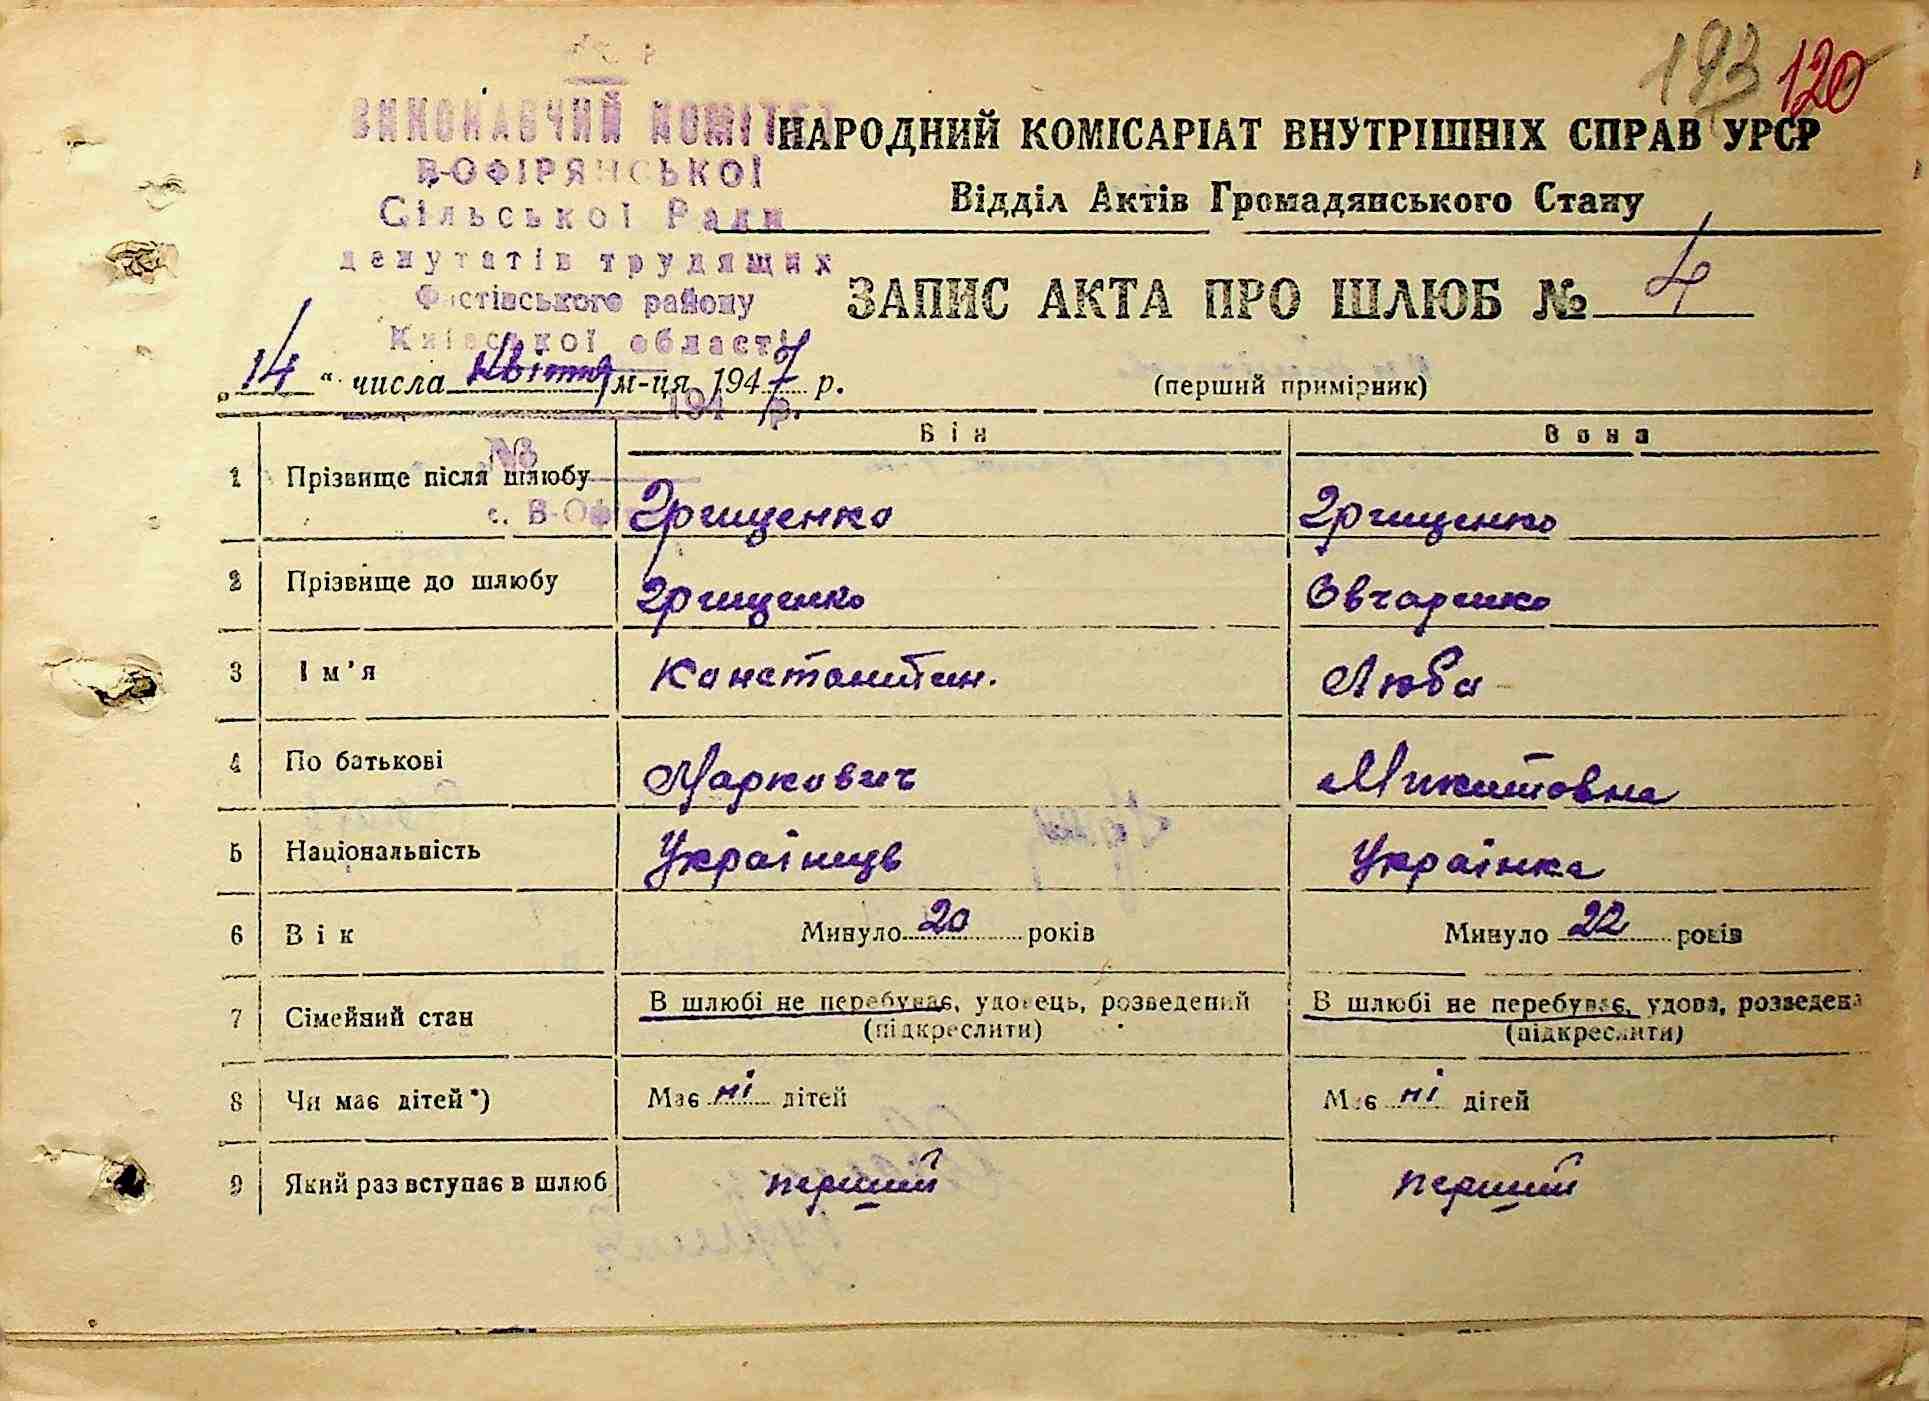 193 120
ВИКОНАВЧИЙ КОМІТЕТ
В-ОФІРЯНСЬКОЇ
Сільської Ради
депутатів трудящих
Фастівського району
Київської області
194 р.
№
с. В-Оф
НАРОДНИЙ КОМІСАРІАТ ВНУТРІШНІХ СПРАВ УРСР
Відділ Актів Громадянського Стану
ЗАПИС АКТА ПРО ШЛЮБ № 4
„14“ числа квітня м-ця 1947 р.
(перший примірник)
Він Вона
1 Прізвище після шлюбу Грищенко Грищенко
2 Прізвище до шлюбу Грищенко Овчаренко
3 Ім’я Констонтин. Люба
4 По батькові Маркович Микитовна
5 Національність Українець Українка
6 Вік Минуло 20 років Минуло 22 років
7 Сімейний стан В шлюбі не перебуває, удовець, розведений В шлюбі не перебуває, удова, розведена
(підкреслити) (підкреслити)
8 Чи має дітей*) Має ні дітей Має ні дітей
9 Який раз вступає в шлюб перший перший